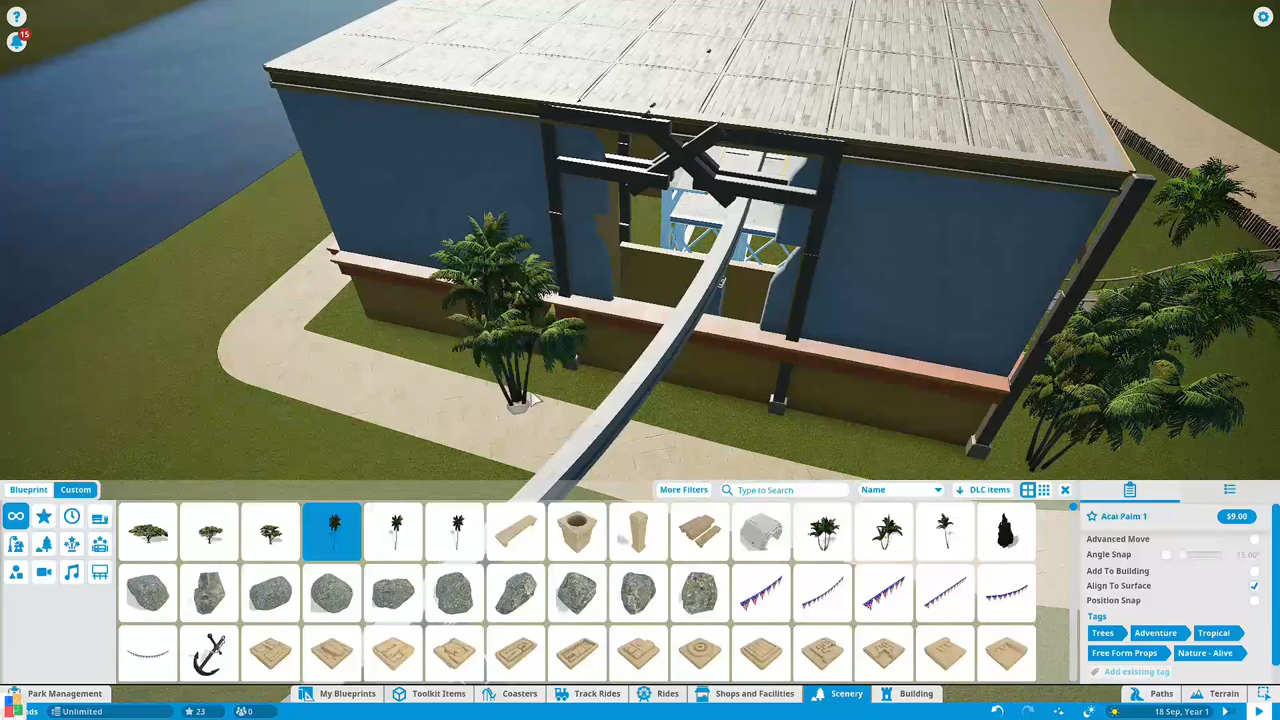 ?
15
Blueprint Custom More Filters Type to Search Name DLC items
Acai Palm 1 $9.00
Advanced Move
Angle Snap 15.00°
Add To Building
Align To Surface
Position Snap
Tags
Trees Adventure Tropical
Free Form Props Nature - Alive
Add existing tag
Park Management My Blueprints Toolkit Items Coasters Track Rides Rides Shops and Facilities Scenery Building Paths Terrain
nds Unlimited 23 0 18 Sep, Year 1